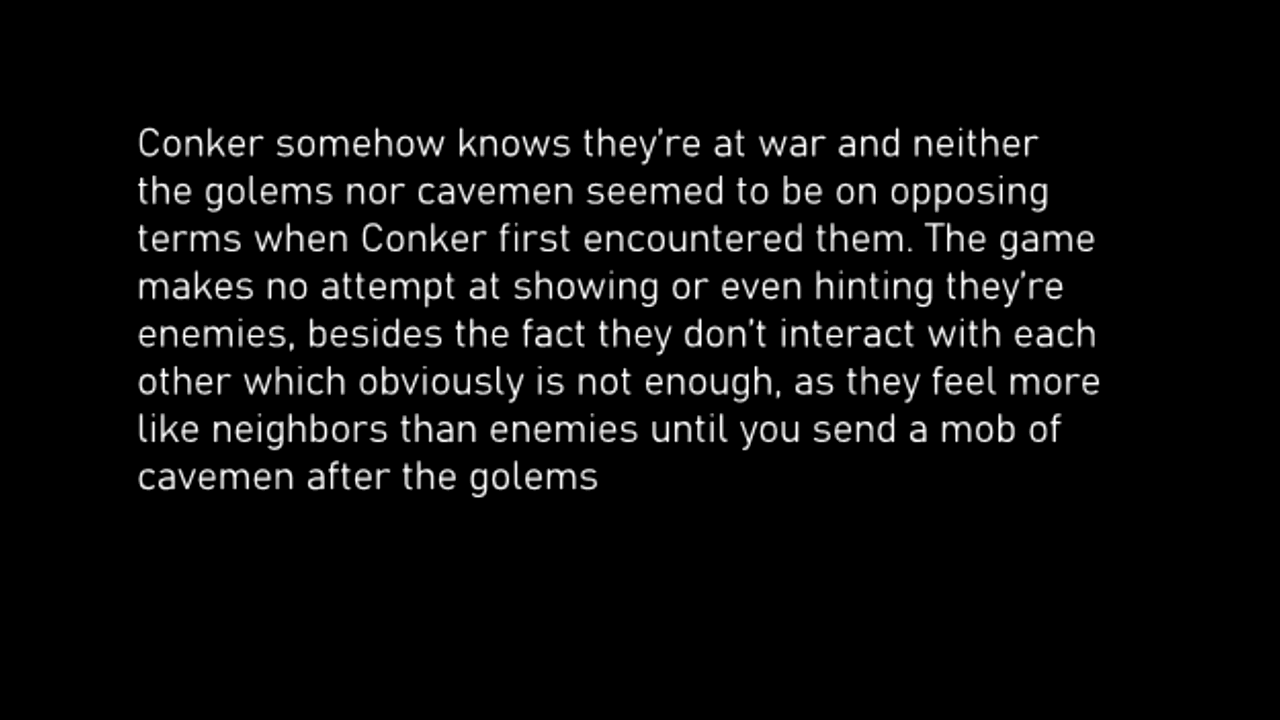 Conker somehow knows they're at war and neither
the golems nor cavemen seemed to be on opposing
terms when Conker first encountered them. The game
makes no attempt at showing or even hinting they're
enemies, besides the fact they don't interact with each
other which obviously is not enough, as they feel more
like neighbors than enemies until you send a mob of
cavemen after the golems